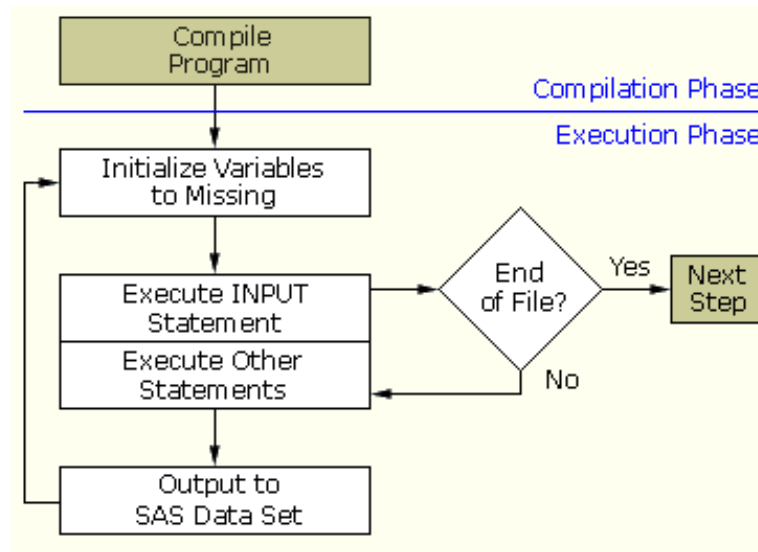 Compile
Program
Compilation Phase
Execution Phase
Initialize Variables
to Missing
Execute INPUT
Statement
End
of File?
Yes
Next
Step
Execute Other
Statements
No
Output to
SAS Data Set